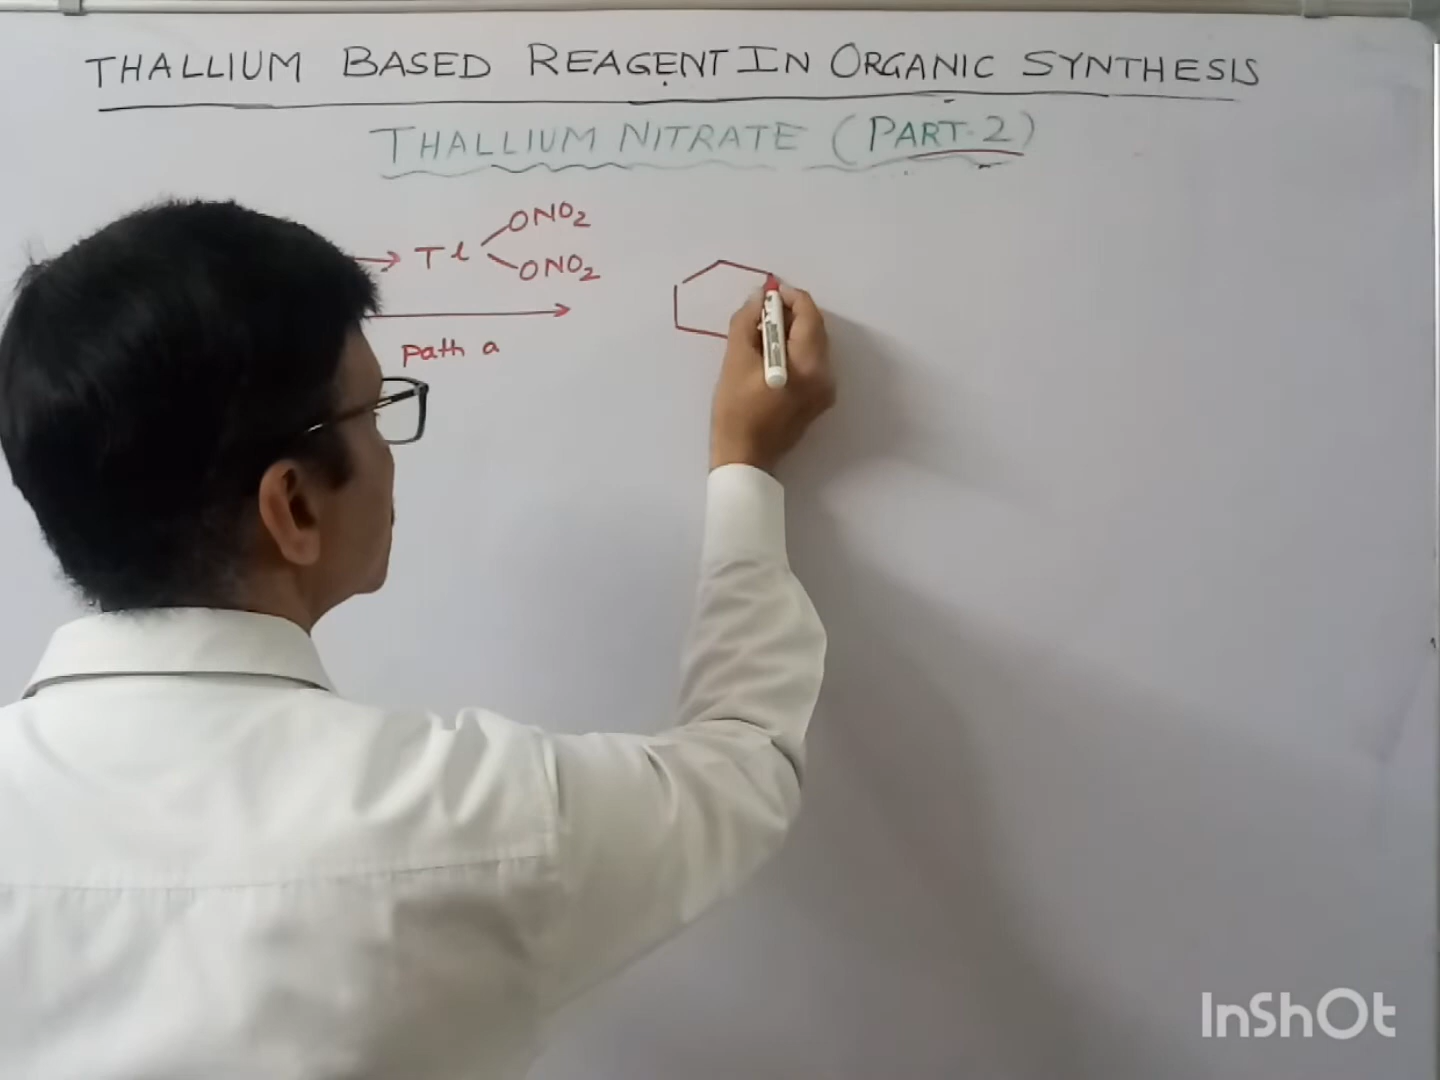 THALLIUM BASED REAGENT IN ORGANIC SYNTHESIS
THALLIUM NITRATE (PART-2)
ONO2
Tl
ONO2
Path a
InShOt